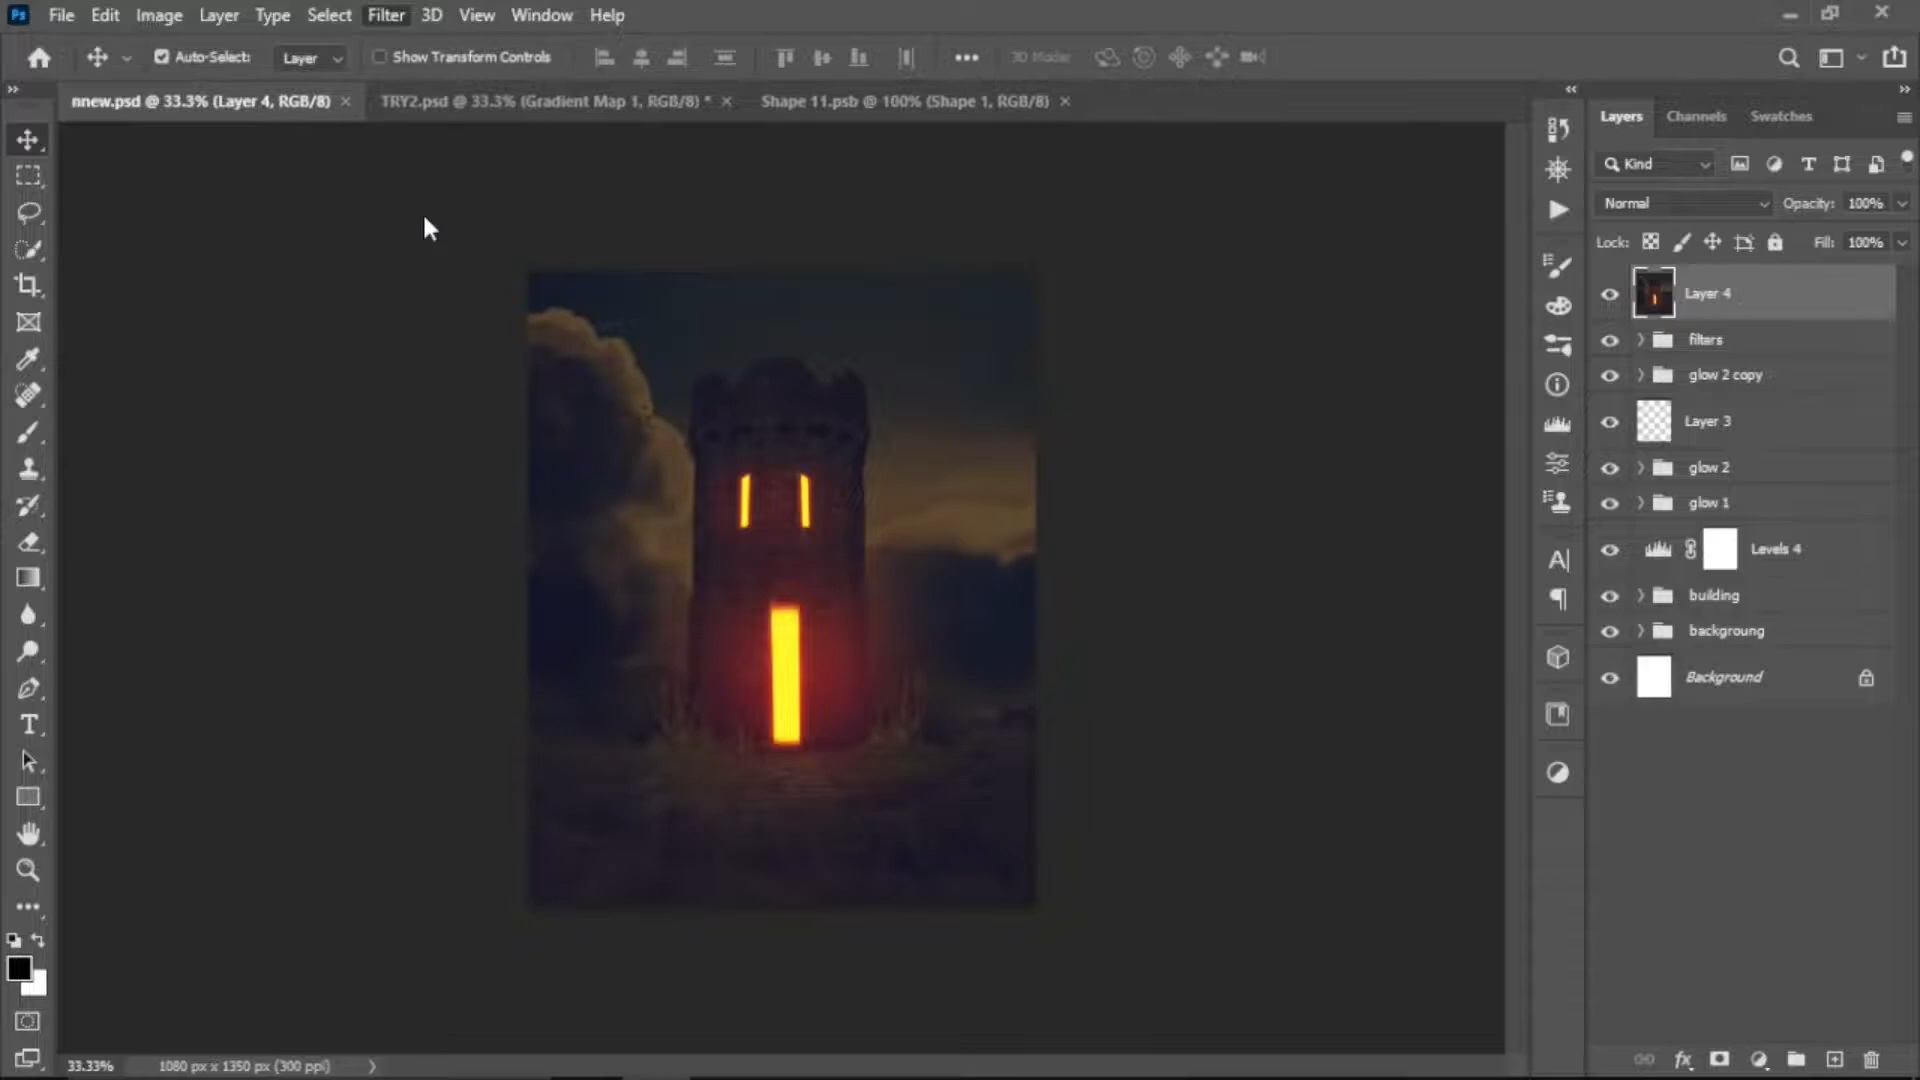 Ps File Edit Image Layer Type Select Filter 3D View Window Help
Auto-Select: Layer Show Transform Controls 3D Mode:
nnew.psd @ 33.3% (Layer 4, RGB/8) × TRY2.psd @ 33.3% (Gradient Map 1, RGB/8) * × Shape 11.psb @ 100% (Shape 1, RGB/8) ×
Layers Channels Swatches
Kind
Normal Opacity: 100%
Lock: Fill: 100%
Layer 4
filters
glow 2 copy
Layer 3
glow 2
glow 1
Levels 4
building
backgroung
Background
33.33% 1080 px x 1350 px (300 ppi)